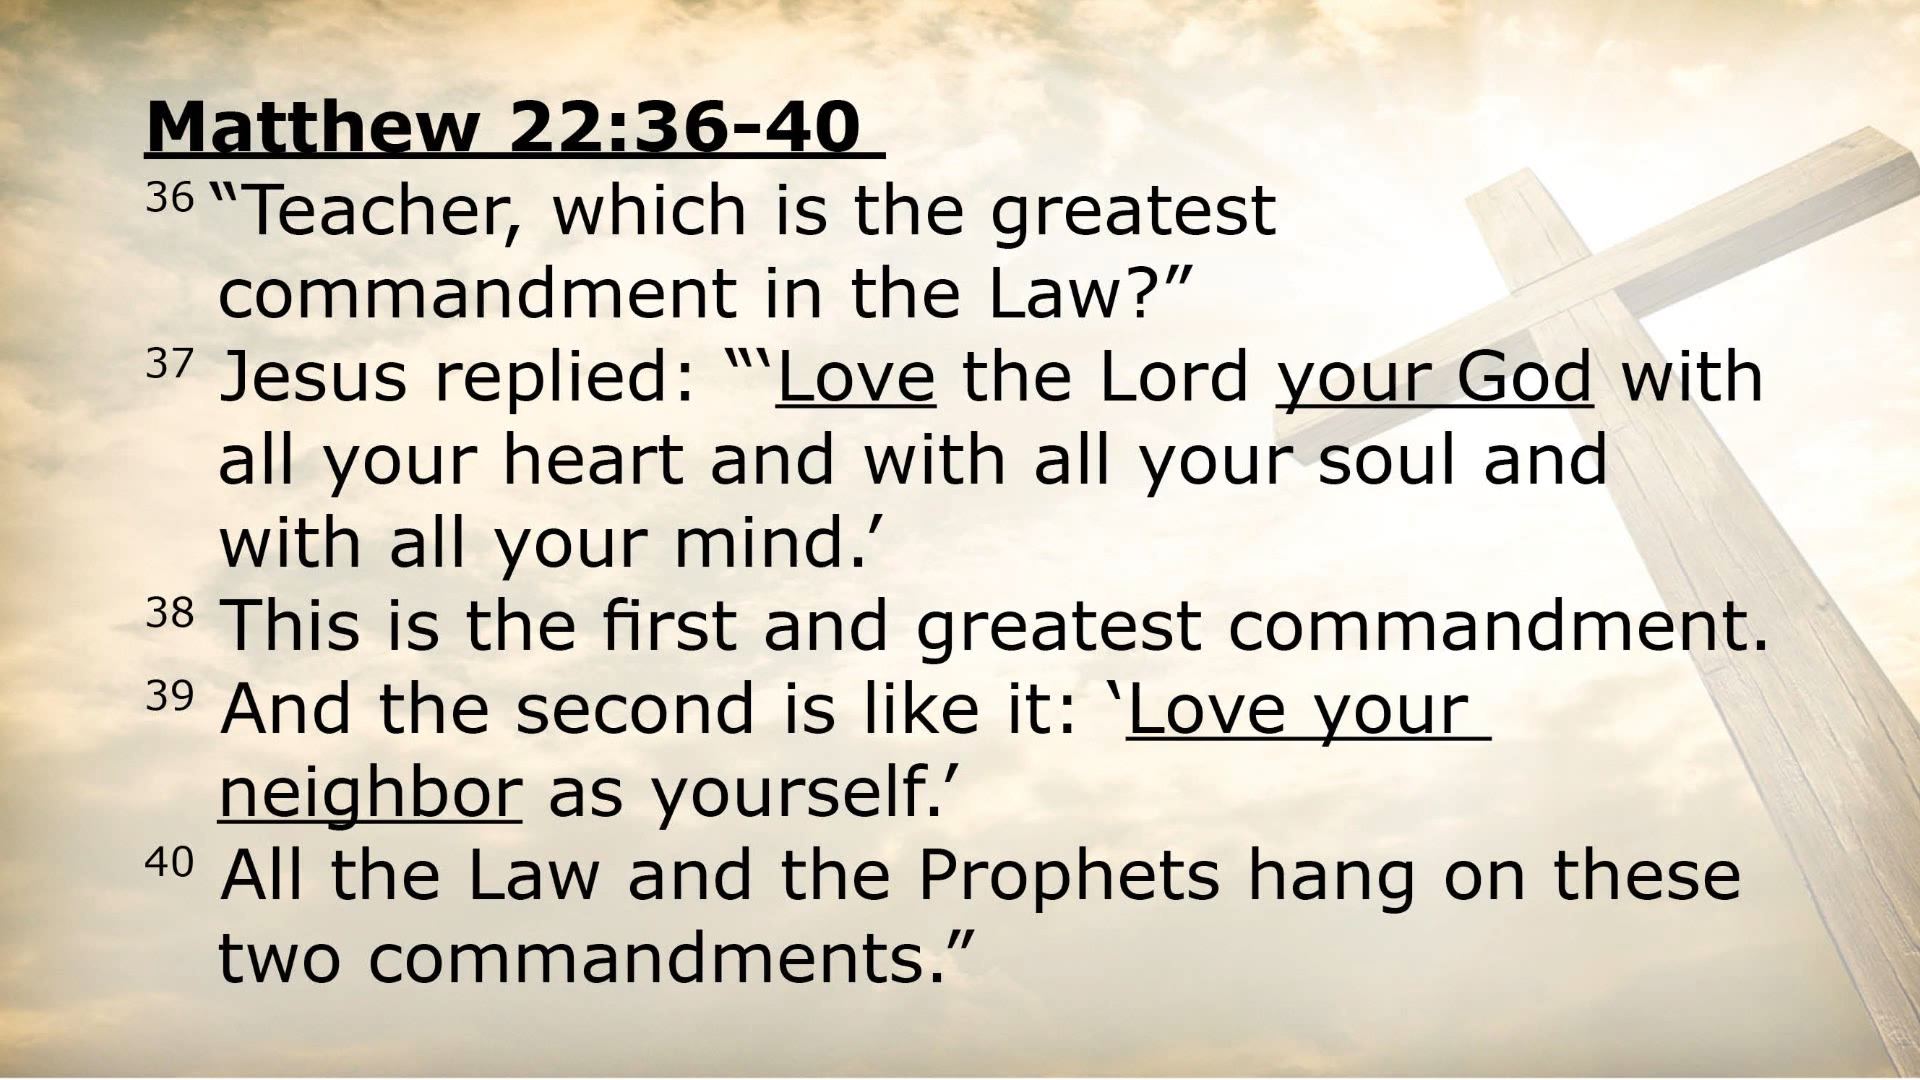 Matthew 22:36-40
36 “Teacher, which is the greatest
commandment in the Law?”
37 Jesus replied: “‘Love the Lord your God with
all your heart and with all your soul and
with all your mind.’
38 This is the first and greatest commandment.
39 And the second is like it: ‘Love your
neighbor as yourself.’
40 All the Law and the Prophets hang on these
two commandments.”